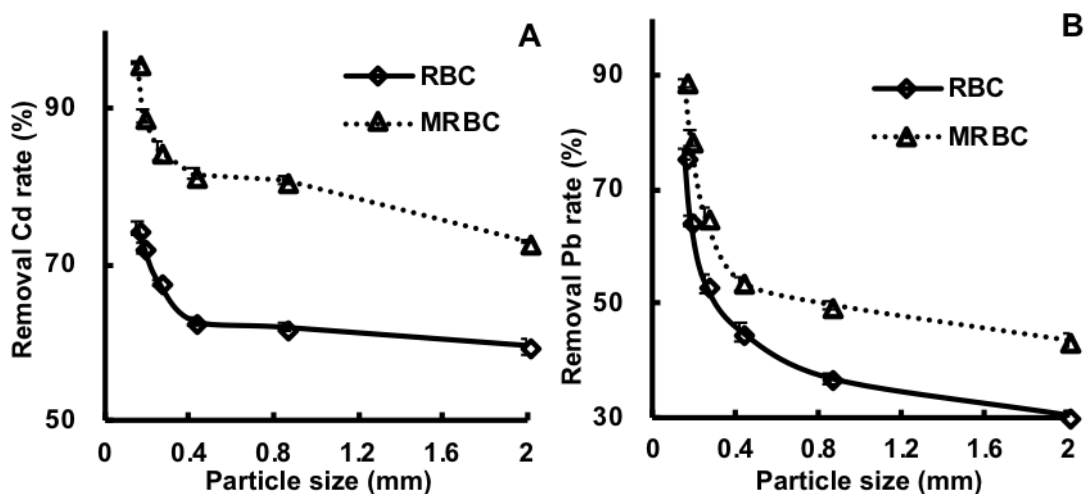 A
RBC
MRBC
90
70
50
0
0.4
0.8
1.2
1.6
2
Removal Cd rate (%)
Particle size (mm)
B
RBC
MRBC
90
70
50
30
0
0.4
0.8
1.2
1.6
2
Removal Pb rate (%)
Particle size (mm)